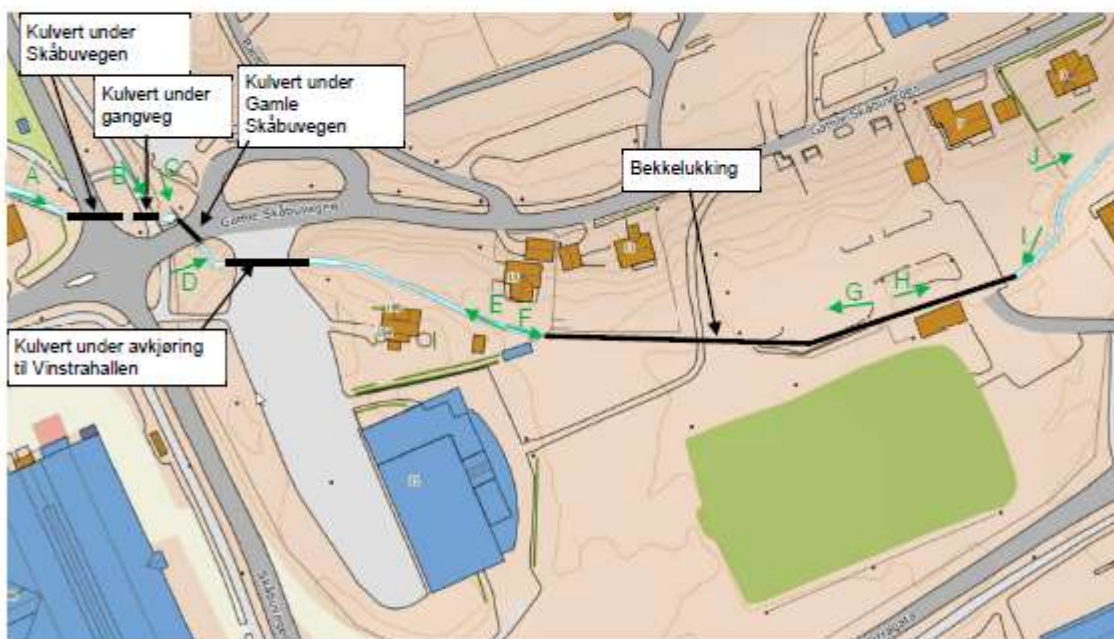 Kulvert under
Skåbuvegen
Kulvert under
gangveg
Kulvert under
Gamle
Skåbuvegen
Bekkelukking
Gamle Skåbuvegen
Gamle Skåbuvegen
A
B
C
D
E
F
G
H
I
J
Kulvert under avkjøring
til Vinstrahallen